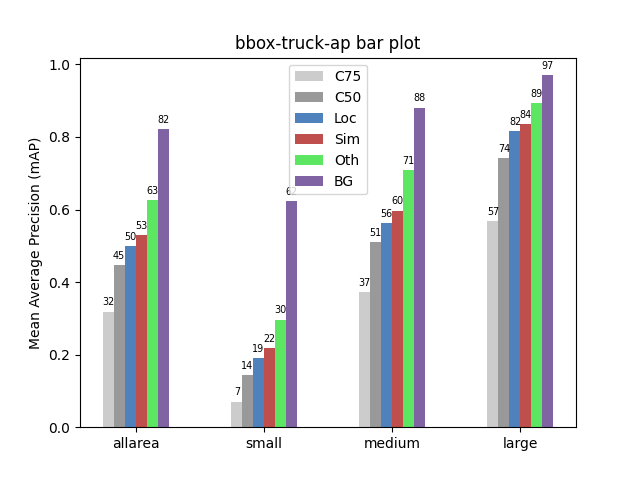 bbox-truck-ap bar plot
Mean Average Precision (mAP)
1.0
0.8
0.6
0.4
0.2
0.0
C75
C50
Loc
Sim
Oth
BG
32
45
50
53
63
82
7
14
19
22
30
62
37
51
56
60
71
88
57
74
82
84
89
97
allarea
small
medium
large